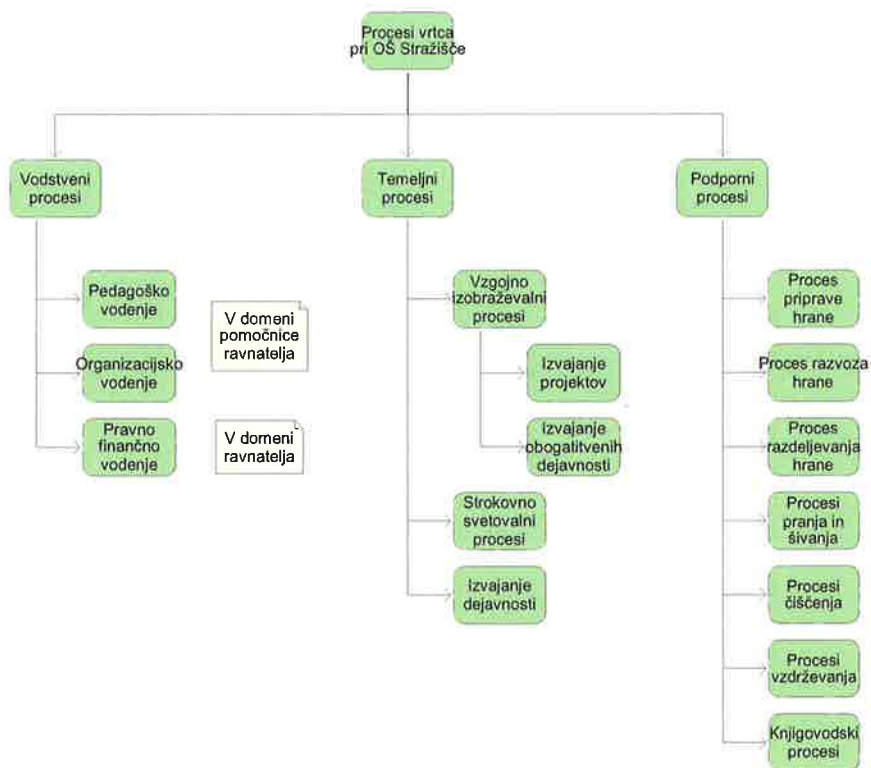 Procesi vrtca
pri OŠ Stražišče
Vodstveni
procesi
Temeljni
procesi
Podporni
procesi
Pedagoško
vodenje
Organizacijsko
vodenje
Pravno
finančno
vodenje
V domeni
pomočnice
ravnatelja
V domeni
ravnatelja
Vzgojno
izobraževalni
procesi
Izvajanje
projektov
Izvajanje
obogatitvenih
dejavnosti
Strokovno
svetovalni
procesi
Izvajanje
dejavnosti
Proces
priprave
hrane
Proces razvoza
hrane
Proces
razdeljevanja
hrane
Procesi
pranja in
šivanja
Procesi
čiščenja
Procesi
vzdrževanja
Knjigovodski
procesi